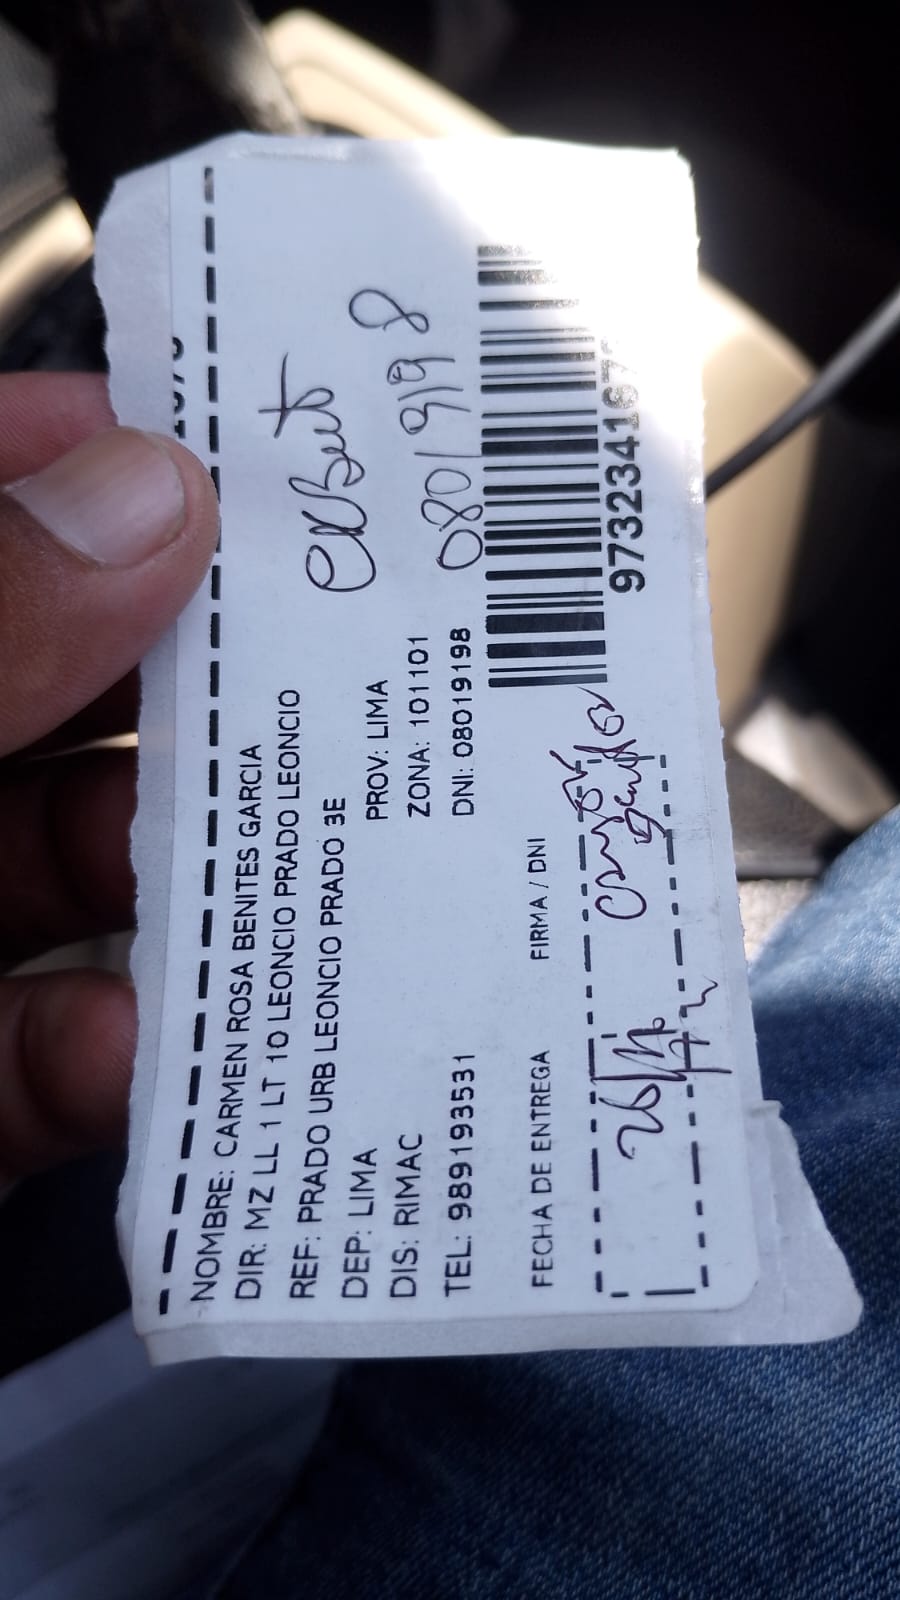 NOMBRE: CARMEN ROSA BENITES GARCIA
DIR: MZ LL 1 LT 10 LEONCIO PRADO LEONCIO
REF: PRADO URB LEONCIO PRADO 3E
DEP: LIMA PROV: LIMA
DIS: RIMAC ZONA: 101101
TEL: 989193531 DNI: 08019198
08019198
97323416
FECHA DE ENTREGA FIRMA / DNI